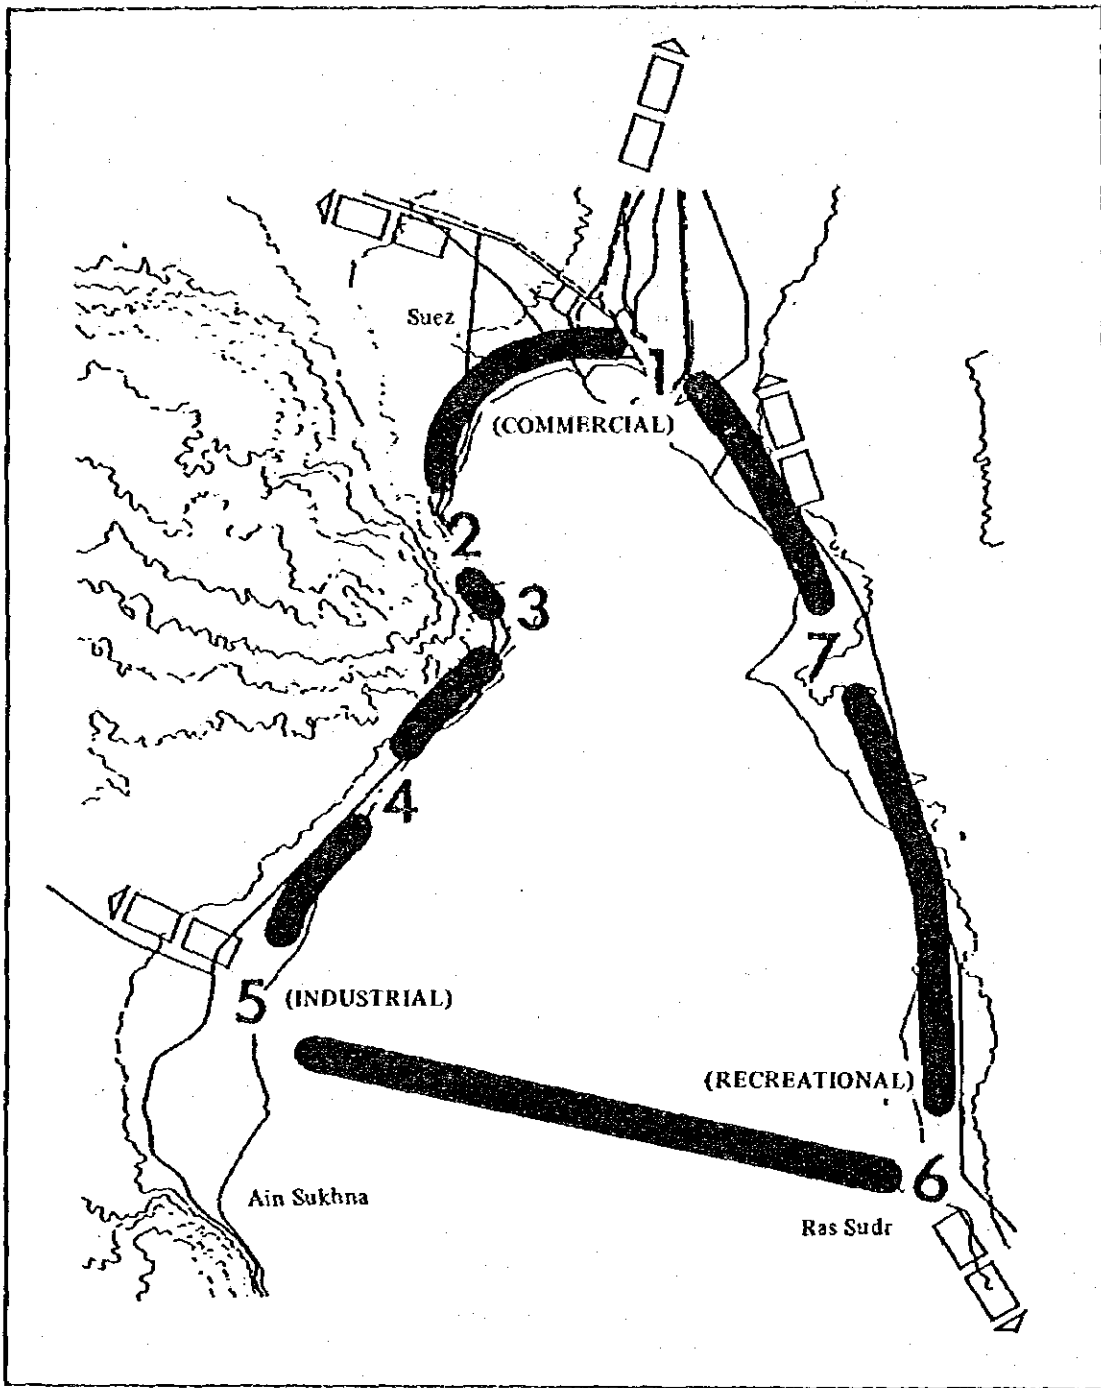 Suez
1
(COMMERCIAL)
2
3
7
4
5 (INDUSTRIAL)
(RECREATIONAL)
6
Ain Sukhna
Ras Sudr